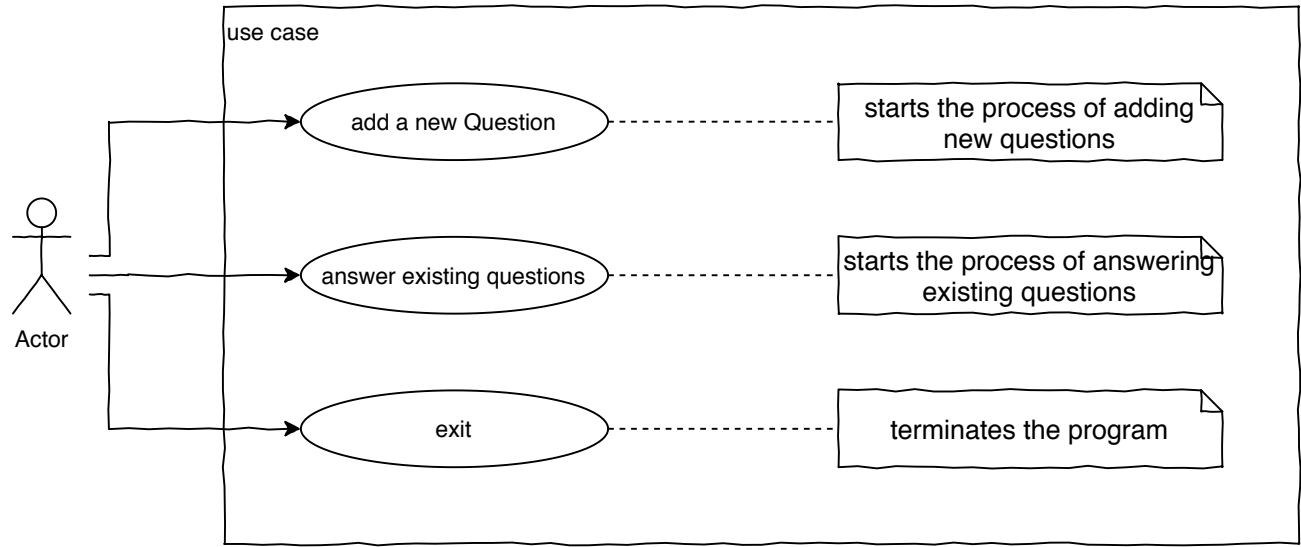 use case
add a new Question
starts the process of adding
new questions
answer existing questions
starts the process of answering
existing questions
Actor
exit
terminates the program